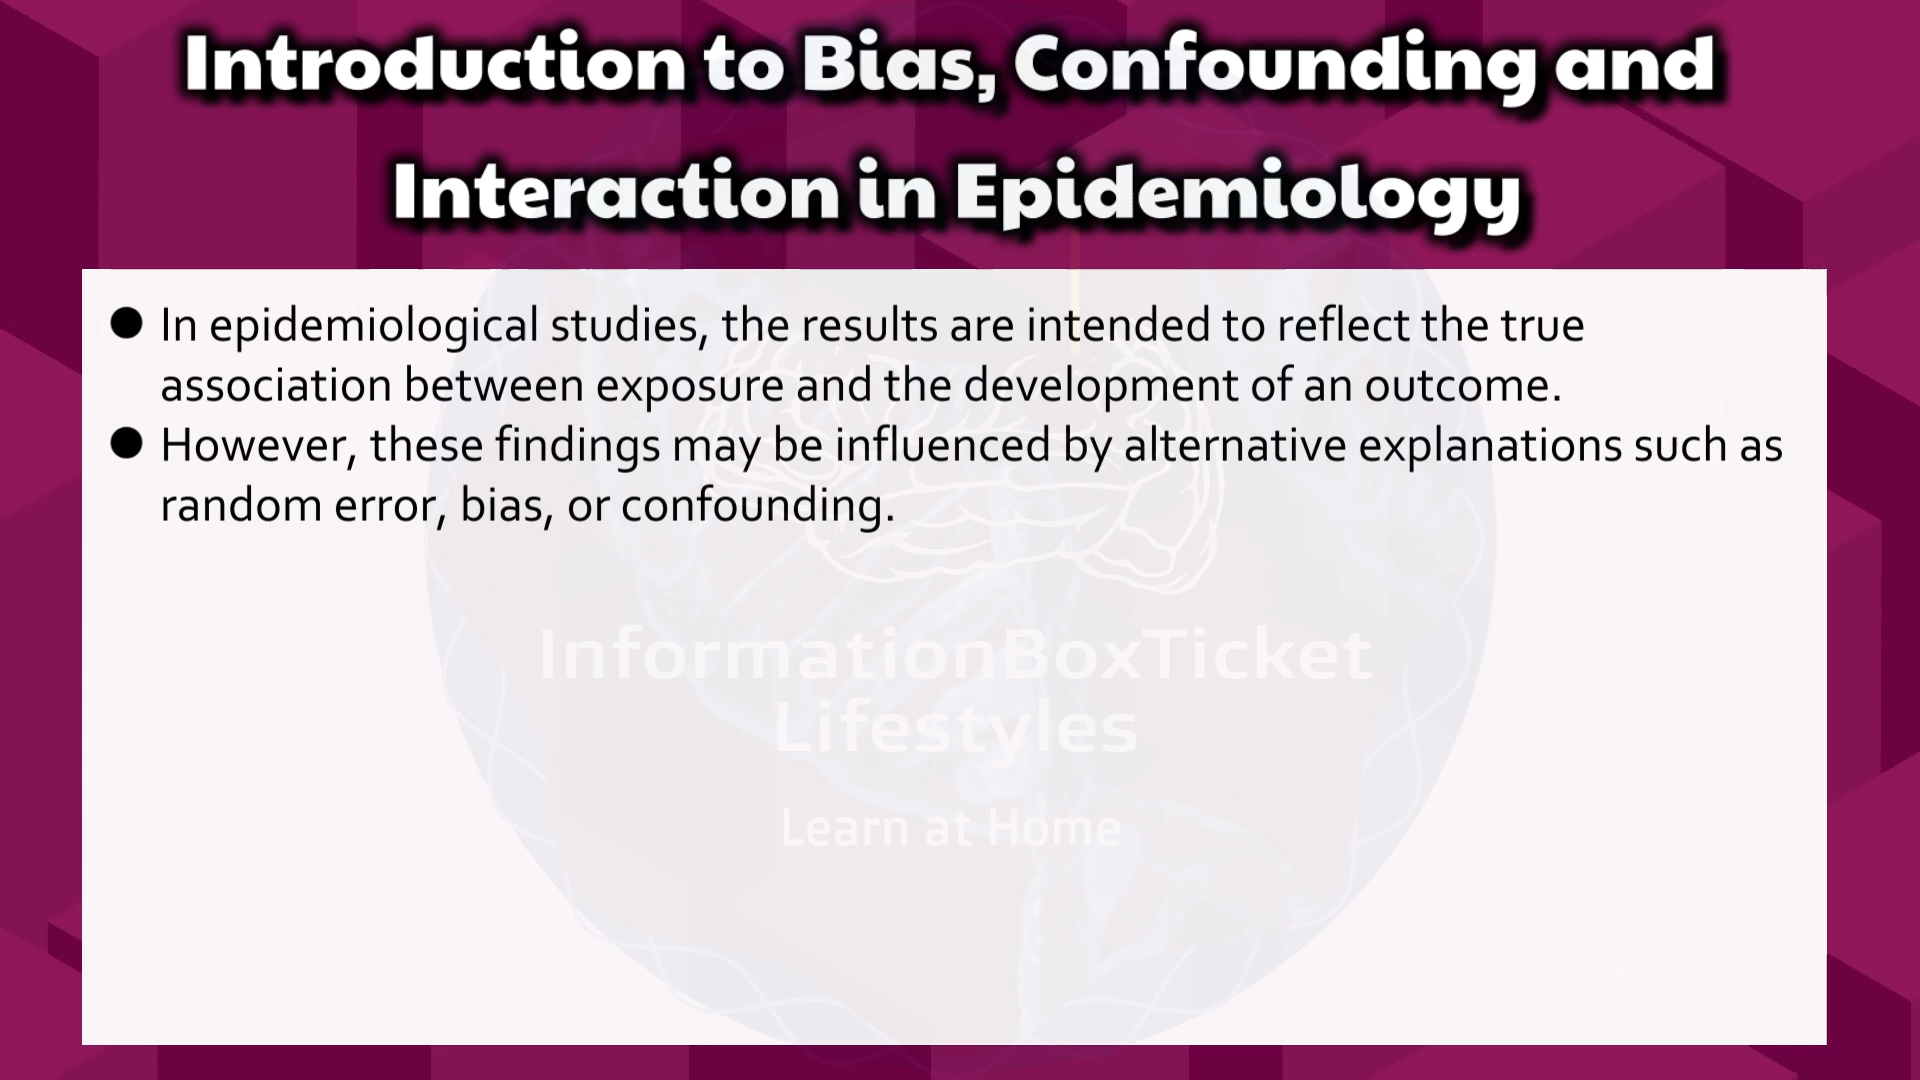 Introduction to Bias, Confounding and
Interaction in Epidemiology
● In epidemiological studies, the results are intended to reflect the true
association between exposure and the development of an outcome.
● However, these findings may be influenced by alternative explanations such as
random error, bias, or confounding.
InformationBoxTicket
Lifestyles
Learn at Home